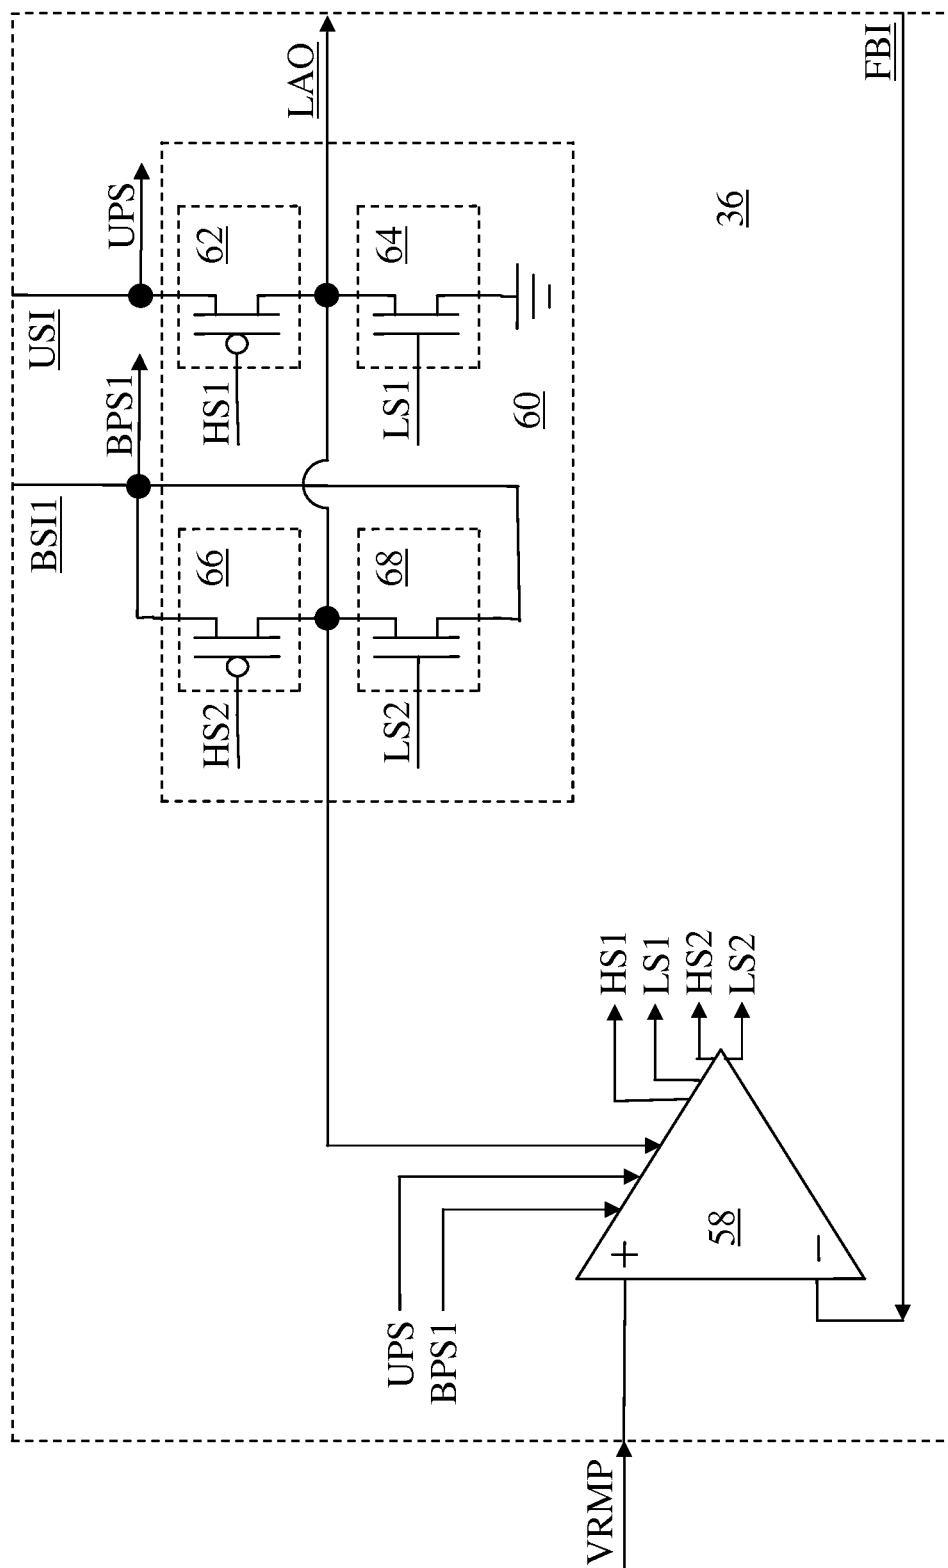 VRMP
UPS
BPS1
+
58
−
HS1
LS1
HS2
LS2
HS2
LS2
66
68
BSI1
BPS1
USI
UPS
HS1
LS1
62
64
60
LAO
36
FBI